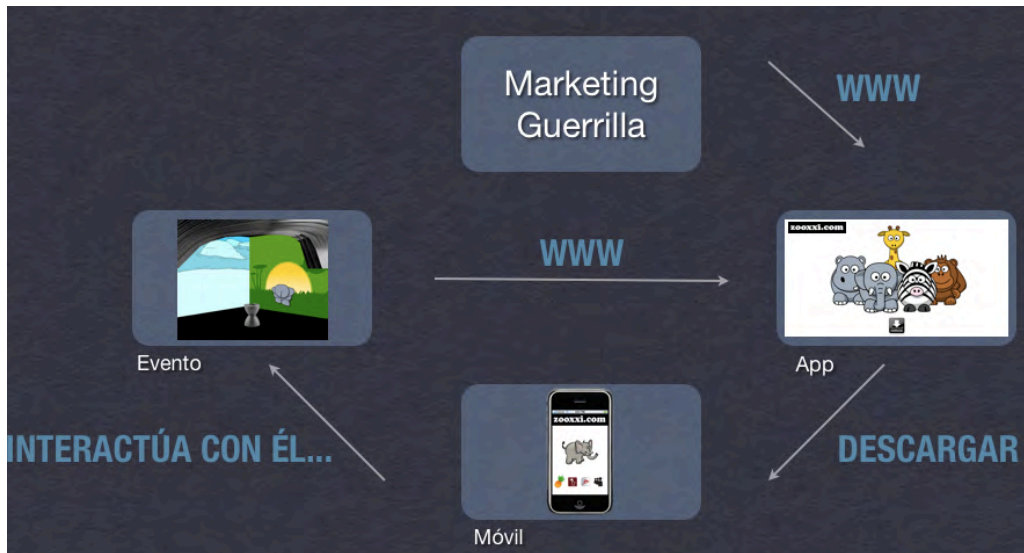 Marketing
Guerrilla
WWW
zooxxi.com
WWW
Evento
App
zooxxi.com
INTERACTÚA CON ÉL...
DESCARGAR
Móvil